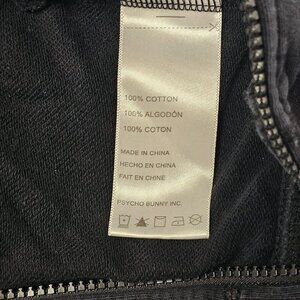 100% COTTON
100% ALGODÓN
100% COTON
MADE IN CHINA
HECHO EN CHINA
FAIT EN CHINE
PSYCHO BUNNY INC.